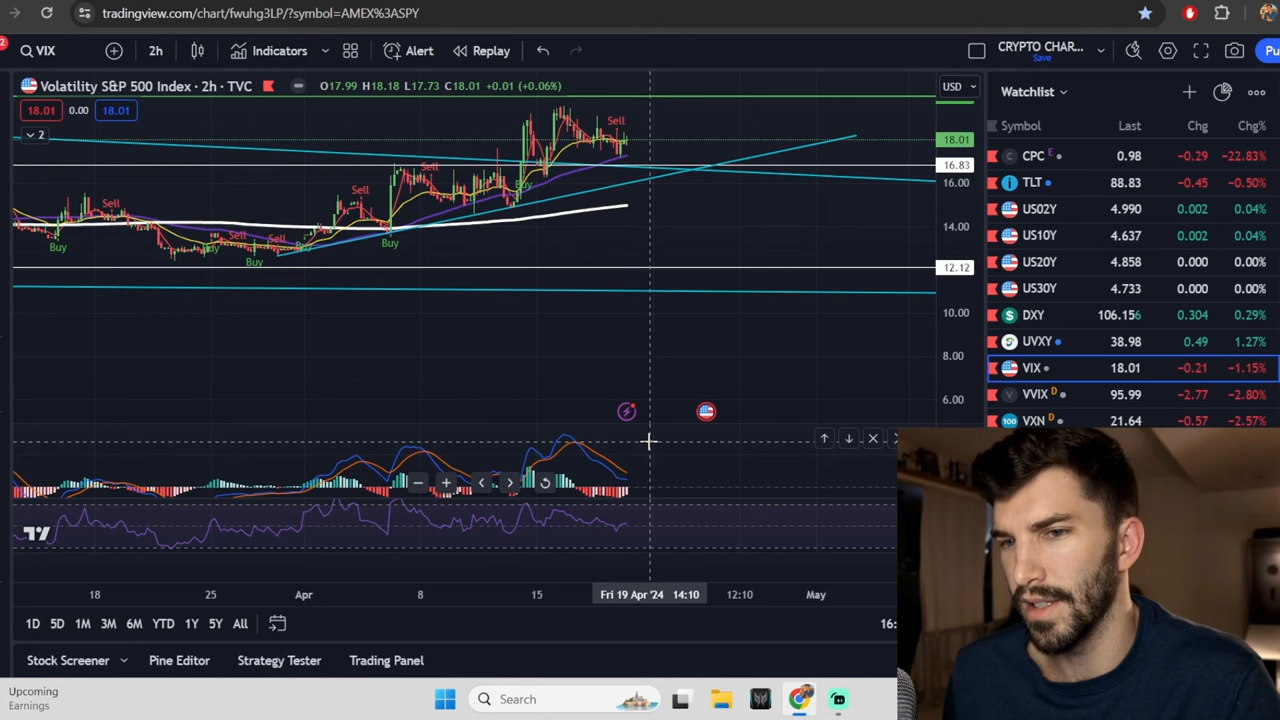 tradingview.com/chart/fwuhg3LP/?symbol=AMEX%3ASPY
2
VIX 2h Indicators Alert Replay CRYPTO CHAR... Save Pu
Volatility S&P 500 Index · 2h · TVC O17.99 H18.18 L17.73 C18.01 +0.01 (+0.06%) USD
18.01 0.00 18.01
2
Sell
Sell
Sell
Sell
Sell
Sell
Buy
Buy
Buy
Buy
Buy
Buy
18.01
16.83
16.00
14.00
12.12
10.00
8.00
6.00
Watchlist
Symbol Last Chg Chg%
CPC E 0.98 −0.29 −22.83%
TLT 88.83 −0.45 −0.50%
US02Y 4.990 0.002 0.04%
US10Y 4.637 0.002 0.04%
US20Y 4.858 0.000 0.00%
US30Y 4.733 0.000 0.00%
DXY 106.156 0.304 0.29%
UVXY 38.98 0.49 1.27%
VIX 18.01 −0.21 −1.15%
VVIX D 95.99 −2.77 −2.80%
VXN D 21.64 −0.57 −2.57%
18 25 Apr 8 15 Fri 19 Apr '24 14:10 12:10 May
1D 5D 1M 3M 6M YTD 1Y 5Y All 16:
Stock Screener Pine Editor Strategy Tester Trading Panel
Upcoming
Earnings
Search